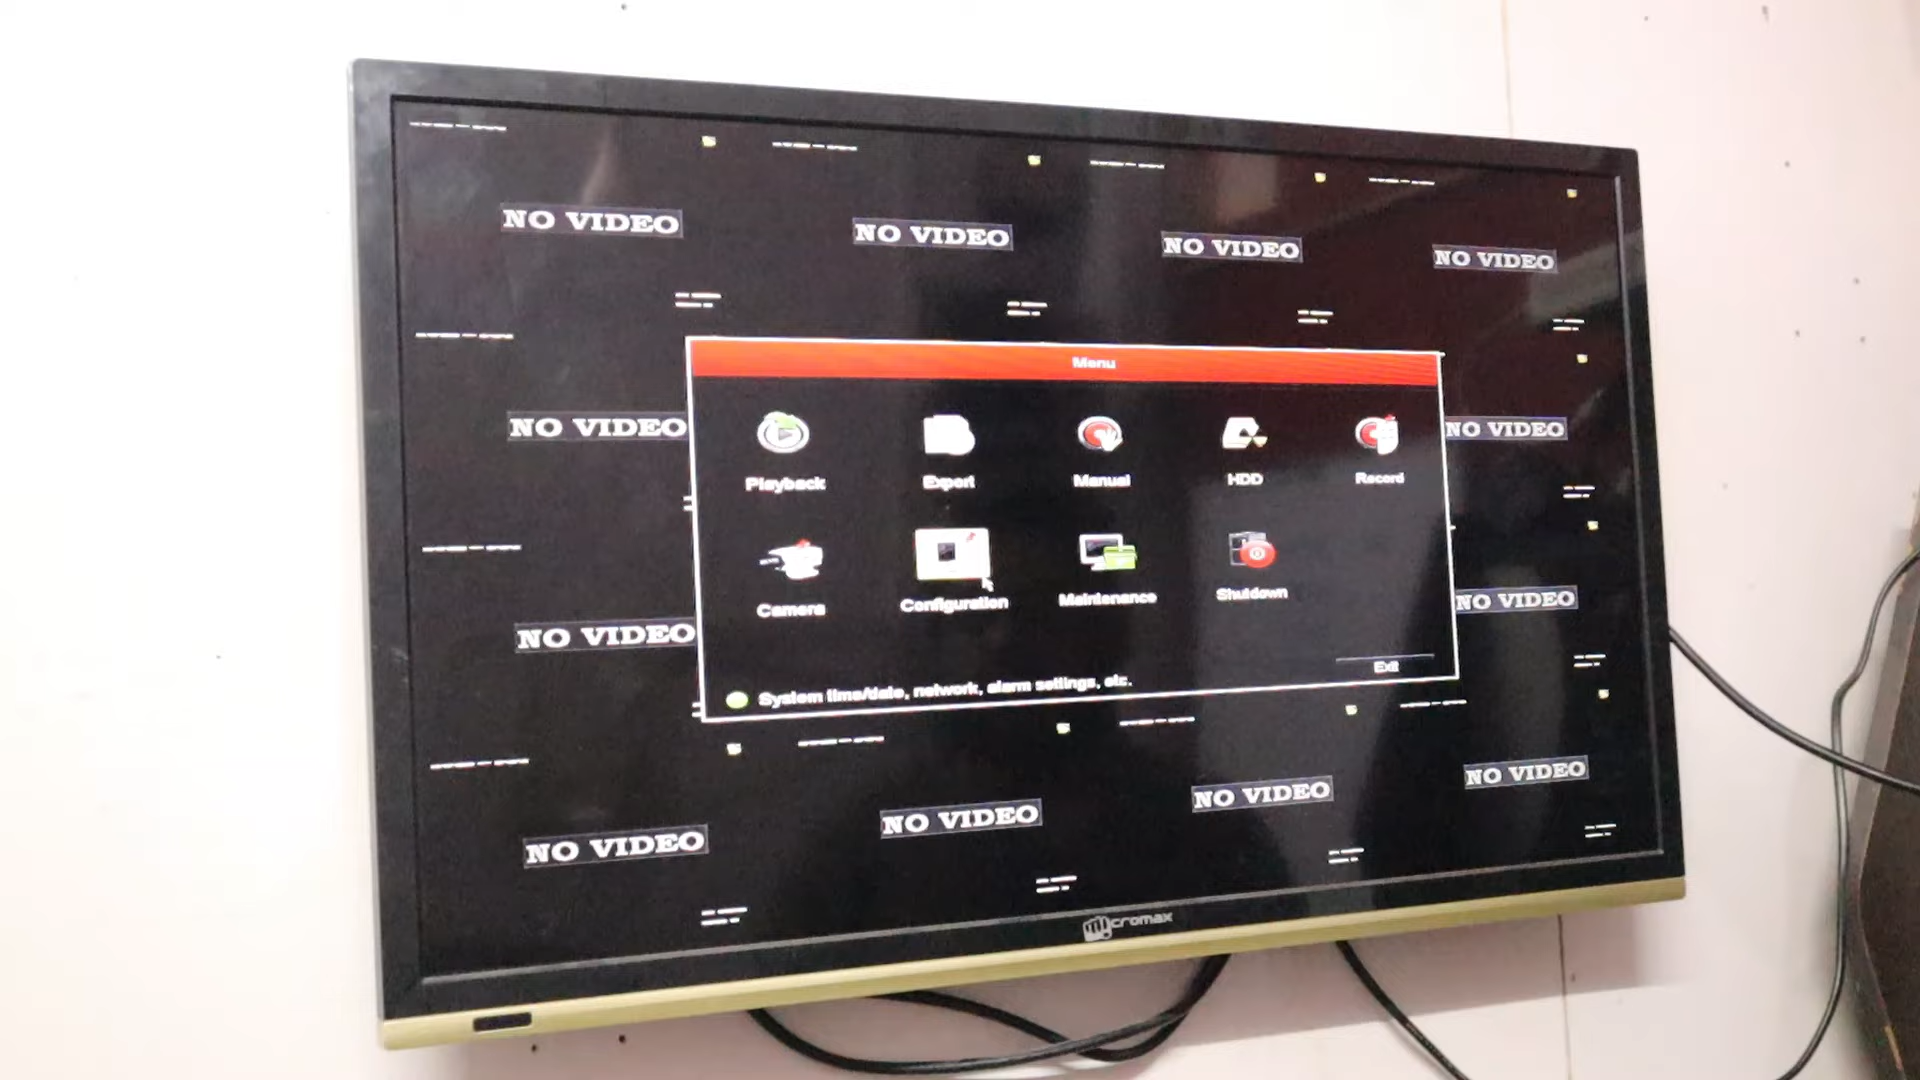 NO VIDEO
NO VIDEO
NO VIDEO
NO VIDEO
Menu
NO VIDEO
NO VIDEO
Playback
Export
Manual
HDD
Record
Camera
Configuration
Maintenance
Shutdown
NO VIDEO
NO VIDEO
Exit
System time/date, network, alarm settings, etc.
NO VIDEO
NO VIDEO
NO VIDEO
NO VIDEO
micromax